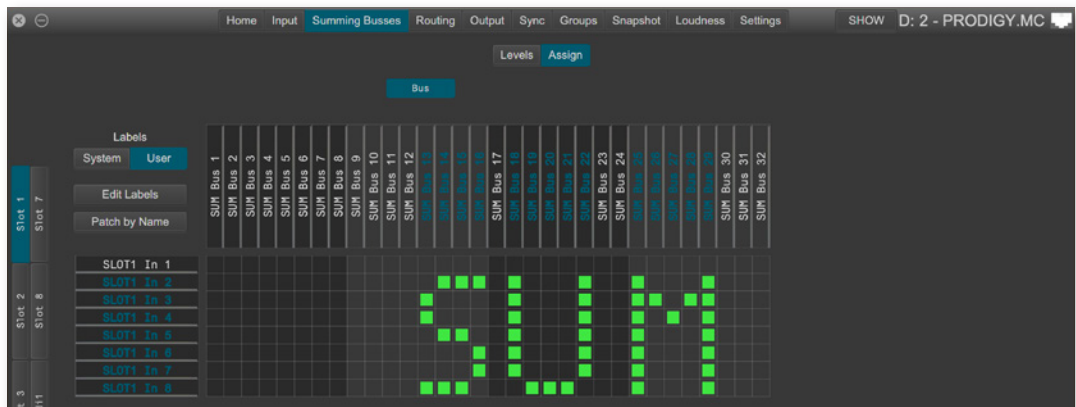 Home Input Summing Busses Routing Output Sync Groups Snapshot Loudness Settings SHOW D: 2 - PRODIGY.MC
Levels Assign
Bus
Labels
System User
Edit Labels
Patch by Name
SUM Bus 1
SUM Bus 2
SUM Bus 3
SUM Bus 4
SUM Bus 5
SUM Bus 6
SUM Bus 7
SUM Bus 8
SUM Bus 9
SUM Bus 10
SUM Bus 11
SUM Bus 12
SUM Bus 13
SUM Bus 14
SUM Bus 15
SUM Bus 16
SUM Bus 17
SUM Bus 18
SUM Bus 19
SUM Bus 20
SUM Bus 21
SUM Bus 22
SUM Bus 23
SUM Bus 24
SUM Bus 25
SUM Bus 26
SUM Bus 27
SUM Bus 28
SUM Bus 29
SUM Bus 30
SUM Bus 31
SUM Bus 32
Slot 1
Slot 7
Slot 2
Slot 8
SLOT1 In 1
SLOT1 In 2
SLOT1 In 3
SLOT1 In 4
SLOT1 In 5
SLOT1 In 6
SLOT1 In 7
SLOT1 In 8
SUM